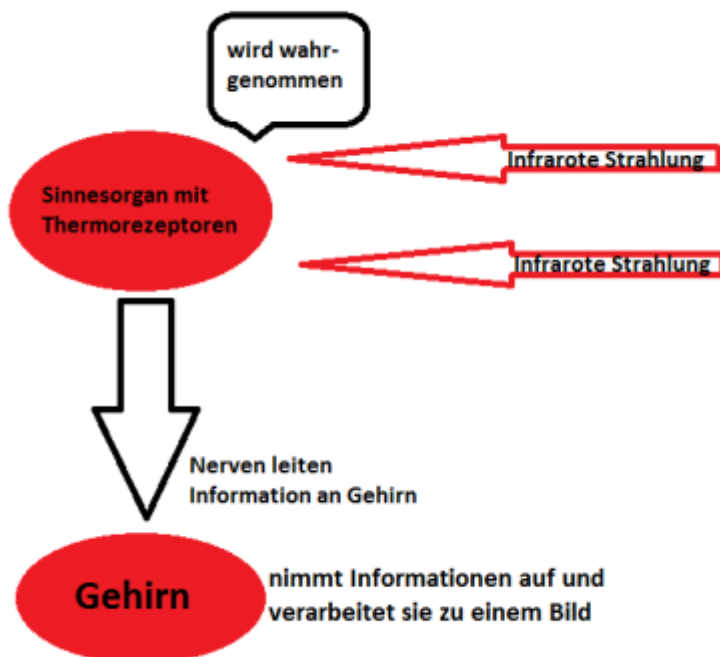 wird wahr-
genommen
Infrarote Strahlung
Sinnesorgan mit
Thermorezeptoren
Infrarote Strahlung
Nerven leiten
Information an Gehirn
Gehirn
nimmt Informationen auf und
verarbeitet sie zu einem Bild